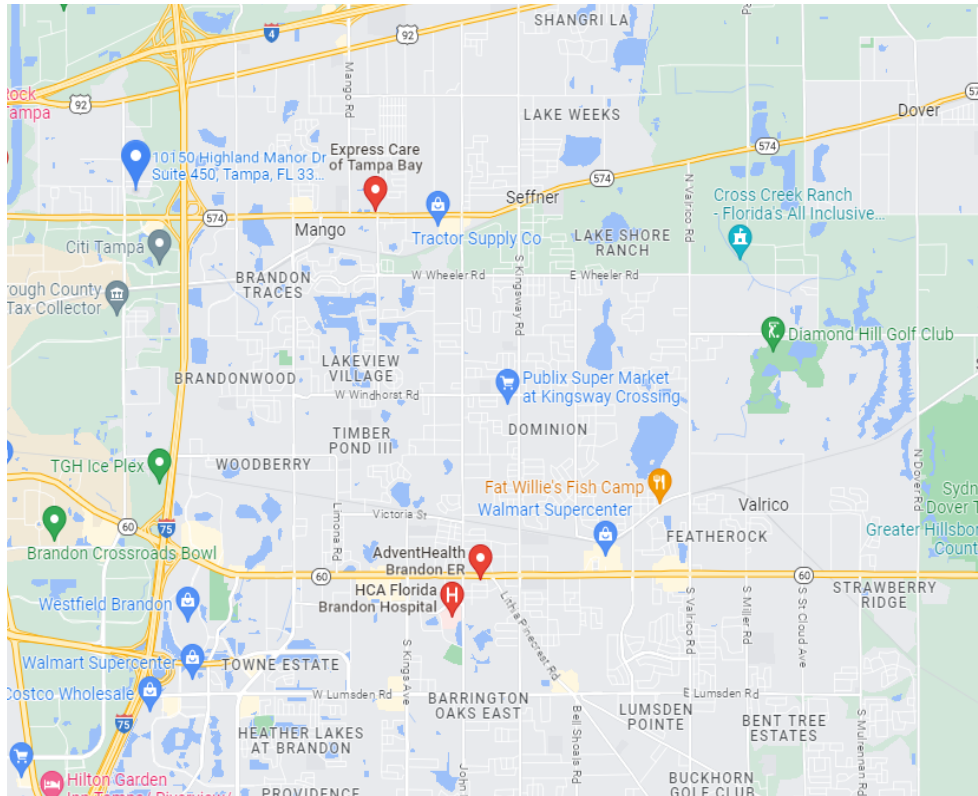 SHANGRI LA
4
92
92
Rock
Tampa
Mango Rd
LAKE WEEKS
Dover
574
574
10150 Highland Manor Dr
Suite 450, Tampa, FL 33...
Express Care
of Tampa Bay
574
N Valrico Rd
Seffner
Cross Creek Ranch
- Florida's All Inclusive...
574
Mango
Tractor Supply Co
LAKE SHORE
RANCH
Citi Tampa
BRANDON
TRACES
W Wheeler Rd
E Wheeler Rd
S Kingsway Rd
rough County
Tax Collector
Diamond Hill Golf Club
LAKEVIEW
VILLAGE
BRANDONWOOD
W Windhorst Rd
Publix Super Market
at Kingsway Crossing
TIMBER
POND III
DOMINION
TGH Ice Plex
WOODBERRY
N Dover Rd
Fat Willie's Fish Camp
Walmart Supercenter
Valrico
Sydn
Dover T
Limona Rd
Victoria St
60
75
FEATHEROCK
Greater Hillsbo
Count
Brandon Crossroads Bowl
AdventHealth
Brandon ER
60
60
HCA Florida
Brandon Hospital
STRAWBERRY
RIDGE
Westfield Brandon
Lithia Pinecrest Rd
S Valrico Rd
S Miller Rd
S St Cloud Ave
Walmart Supercenter
TOWNE ESTATE
S Kings Ave
Costco Wholesale
W Lumsden Rd
E Lumsden Rd
BARRINGTON
OAKS EAST
LUMSDEN
POINTE
BENT TREE
ESTATES
75
HEATHER LAKES
AT BRANDON
Bell Shoals Rd
S Mulrennan Rd
John
Hilton Garden
Inn Tampa/ Riverview/
PROVIDENCE
BUCKHORN
GOLF CLUB